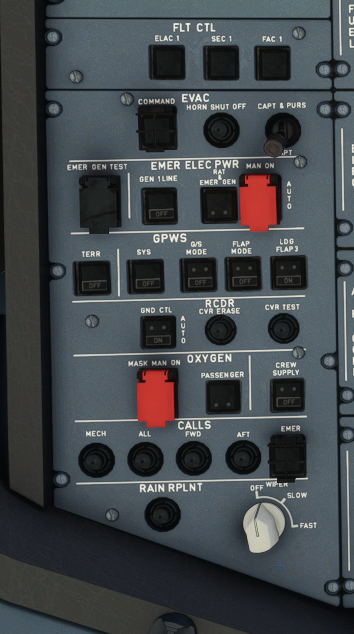 FLT CTL
ELAC 1 SEC 1 FAC 1
EVAC
COMMAND HORN SHUT OFF CAPT & PURS
EMER ELEC PWR
EMER GEN TEST GEN 1 LINE RAT & EMER GEN MAN ON
OFF AUTO
GPWS
TERR SYS G/S MODE FLAP MODE LDG FLAP 3
OFF OFF OFF OFF ON
RCDR
GND CTL AUTO CVR ERASE CVR TEST
ON
OXYGEN
MASK MAN ON PASSENGER CREW SUPPLY
OFF
CALLS
MECH ALL FWD AFT EMER
RAIN RPLNT
WIPER
OFF SLOW FAST